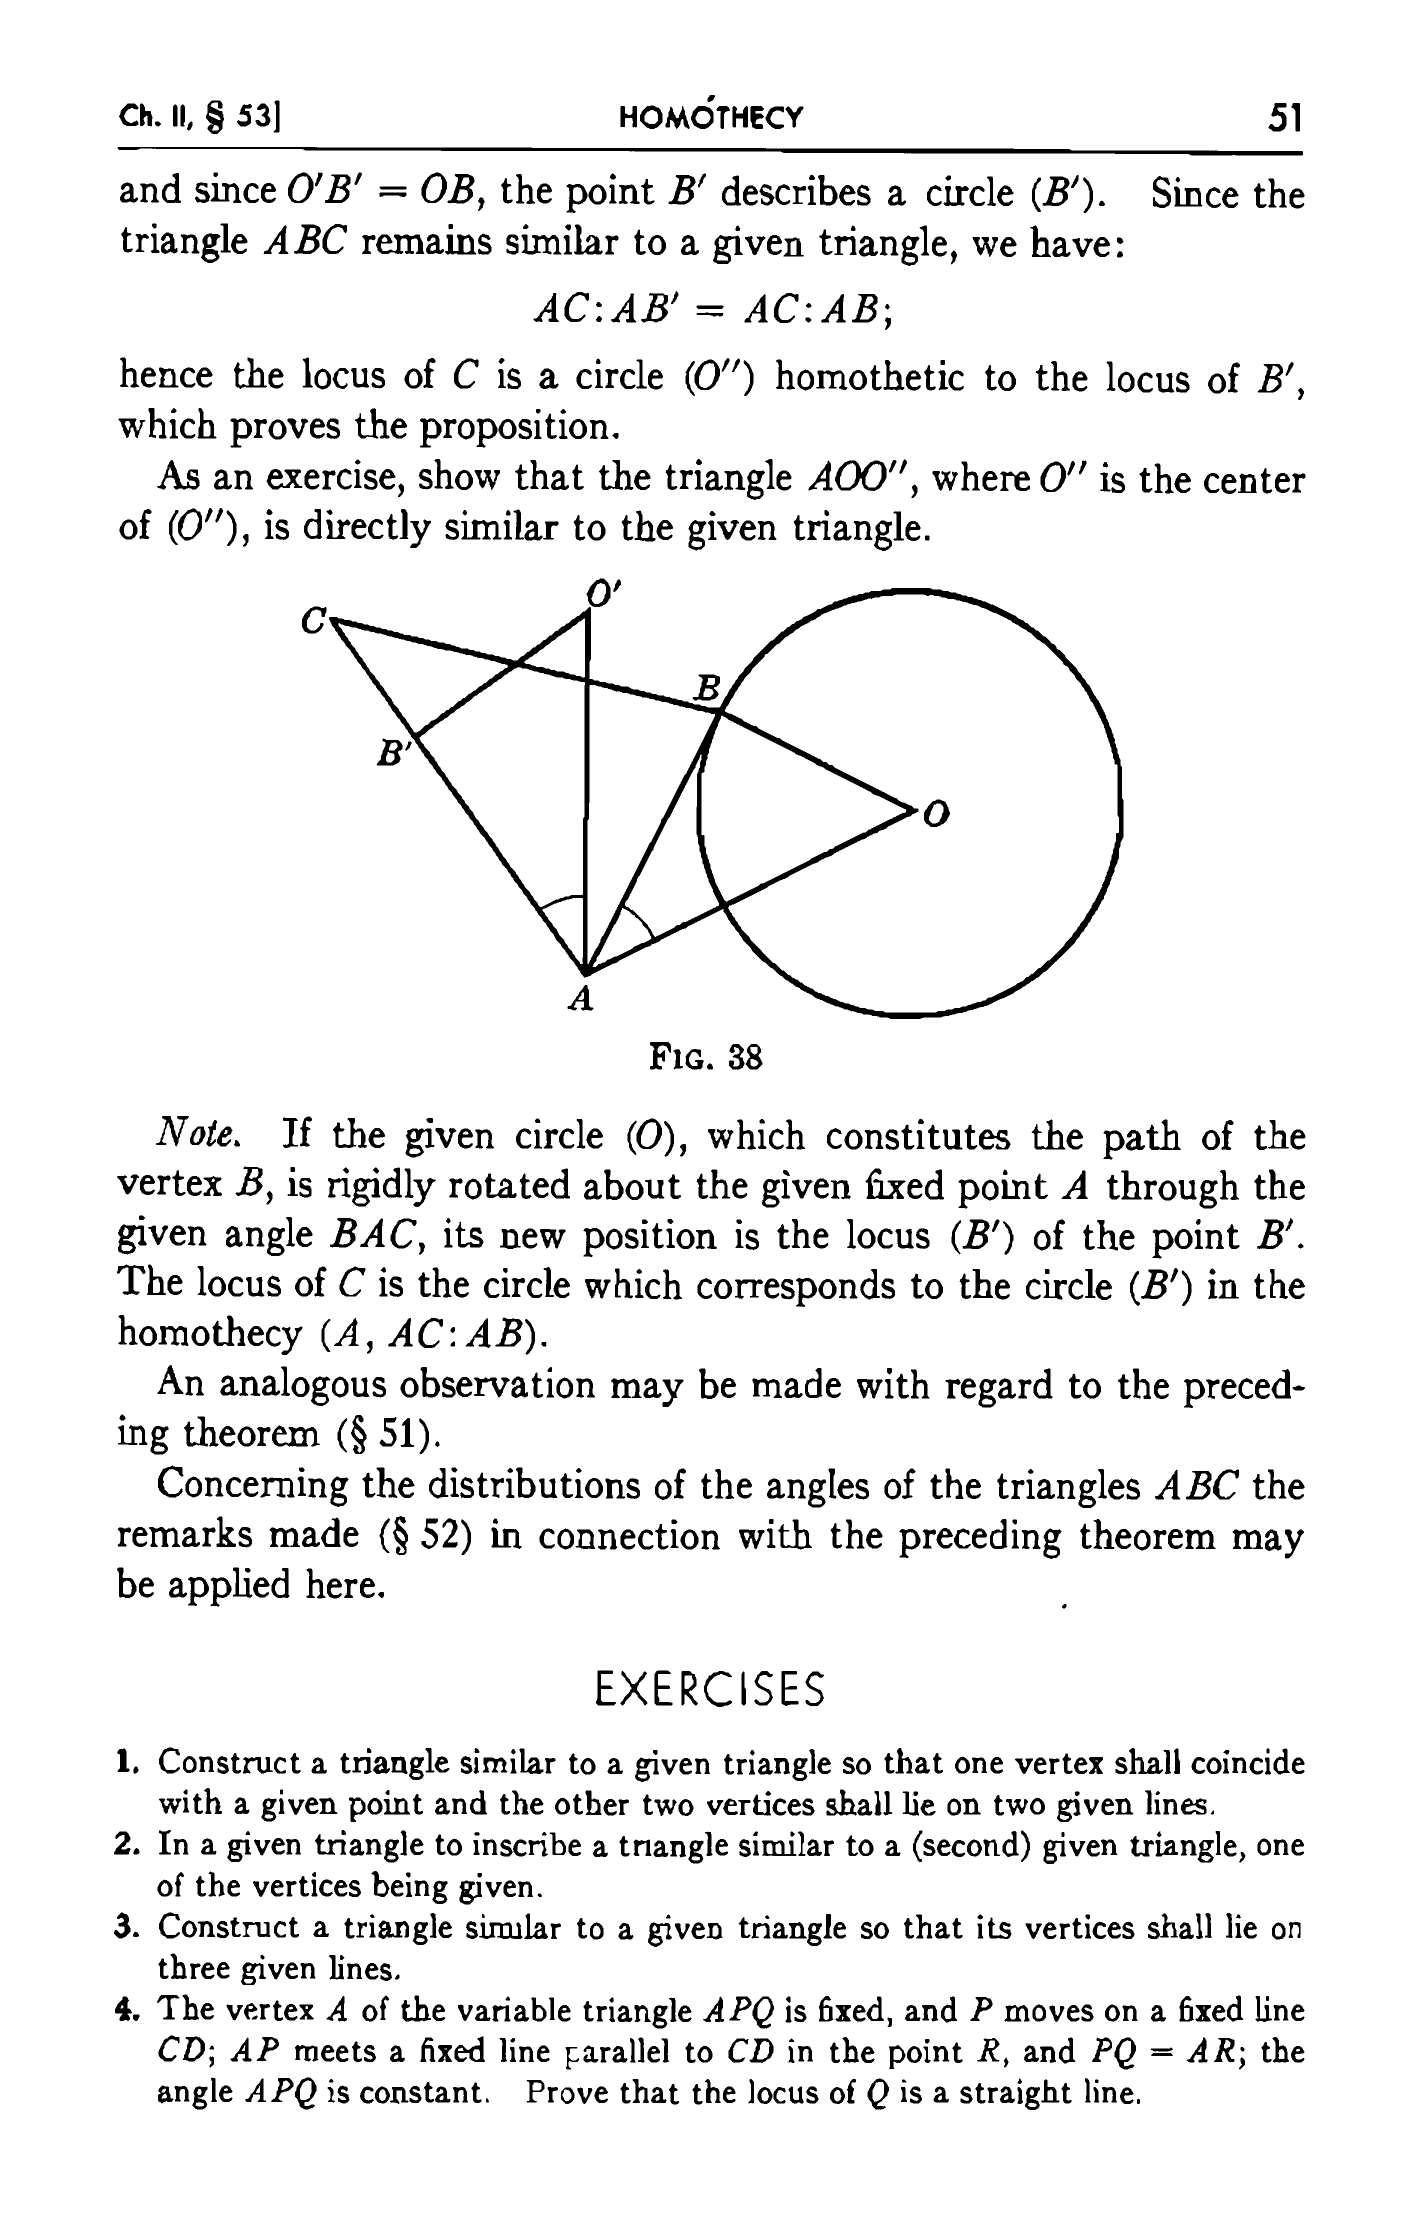 Ch. II, § 53] HOMÓTHECY 51
and since O'B' = OB, the point B' describes a circle (B'). Since the
triangle ABC remains similar to a given triangle, we have:
AC:AB' = AC:AB;
hence the locus of C is a circle (O'') homothetic to the locus of B',
which proves the proposition.
As an exercise, show that the triangle AOO'', where O'' is the center
of (O''), is directly similar to the given triangle.
O'
C
B
B'
O
A
FIG. 38
Note. If the given circle (O), which constitutes the path of the
vertex B, is rigidly rotated about the given fixed point A through the
given angle BAC, its new position is the locus (B') of the point B'.
The locus of C is the circle which corresponds to the circle (B') in the
homothecy (A, AC:AB).
An analogous observation may be made with regard to the preced-
ing theorem (§ 51).
Concerning the distributions of the angles of the triangles ABC the
remarks made (§ 52) in connection with the preceding theorem may
be applied here.
EXERCISES
1. Construct a triangle similar to a given triangle so that one vertex shall coincide
with a given point and the other two vertices shall lie on two given lines.
2. In a given triangle to inscribe a triangle similar to a (second) given triangle, one
of the vertices being given.
3. Construct a triangle similar to a given triangle so that its vertices shall lie on
three given lines.
4. The vertex A of the variable triangle APQ is fixed, and P moves on a fixed line
CD; AP meets a fixed line parallel to CD in the point R, and PQ = AR; the
angle APQ is constant. Prove that the locus of Q is a straight line.